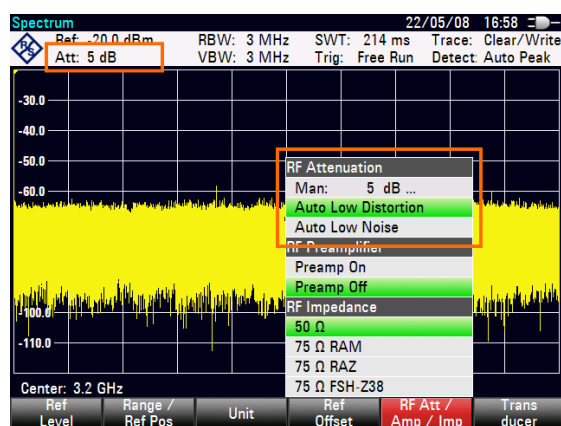 Spectrum 22/05/08 16:58
Ref: -20.0 dBm RBW: 3 MHz SWT: 214 ms Trace: Clear/Write
Att: 5 dB VBW: 3 MHz Trig: Free Run Detect: Auto Peak
-30.0
-40.0
-50.0
-60.0
RF Attenuation
Man: 5 dB ...
Auto Low Distortion
Auto Low Noise
RF Preamplifier
Preamp On
Preamp Off
RF Impedance
50 Ω
75 Ω RAM
75 Ω RAZ
75 Ω FSH-Z38
-100.0
-110.0
Center: 3.2 GHz
Ref Level
Range / Ref Pos
Unit
Ref Offset
RF Att / Amp / Imp
Trans ducer